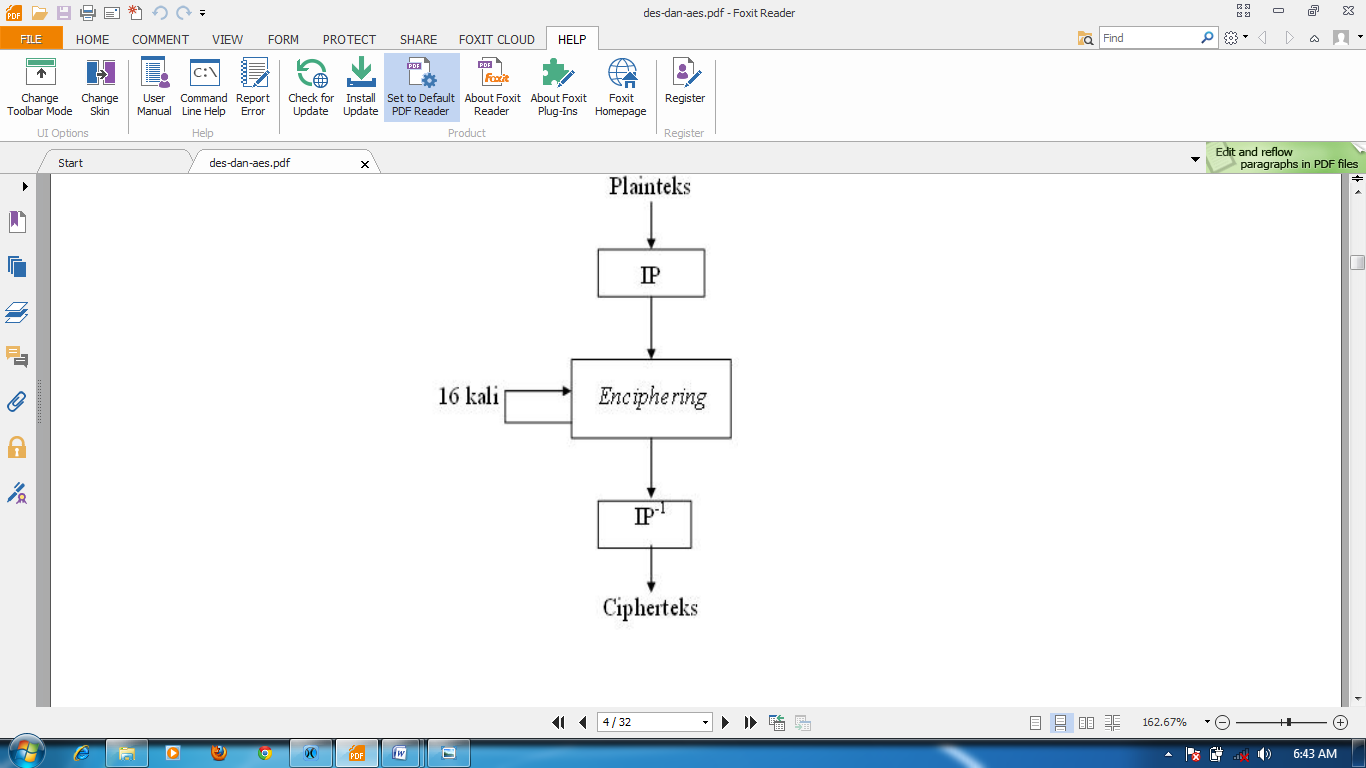 des-dan-aes.pdf - Foxit Reader
FILE HOME COMMENT VIEW FORM PROTECT SHARE FOXIT CLOUD HELP
Find
Change Toolbar Mode
Change Skin
UI Options
User Manual
Command Line Help
Report Error
Help
Check for Update
Install Update
Set to Default PDF Reader
About Foxit Reader
About Foxit Plug-Ins
Foxit Homepage
Product
Register
Register
Start
des-dan-aes.pdf
Edit and reflow
paragraphs in PDF files
Plainteks
IP
16 kali
Enciphering
IP-1
Cipherteks
4 / 32
162.67%
6:43 AM